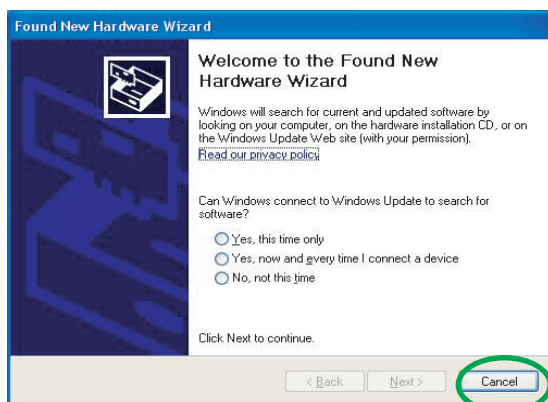 Found New Hardware Wizard
Welcome to the Found New
Hardware Wizard
Windows will search for current and updated software by
looking on your computer, on the hardware installation CD, or on
the Windows Update Web site (with your permission).
Read our privacy policy
Can Windows connect to Windows Update to search for
software?
Yes, this time only
Yes, now and every time I connect a device
No, not this time
Click Next to continue.
< Back Next > Cancel